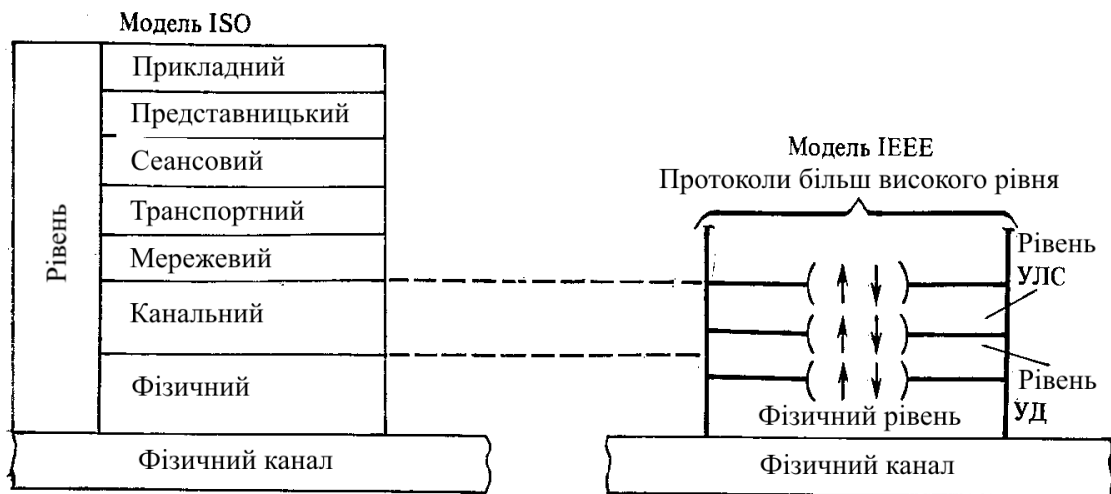 Модель ISO
Рівень
Прикладний
Представницький
Сеансовий
Транспортний
Мережевий
Канальний
Фізичний
Фізичний канал
Модель IEEE
Протоколи більш високого рівня
Рівень
УЛС
Рівень
УД
Фізичний рівень
Фізичний канал